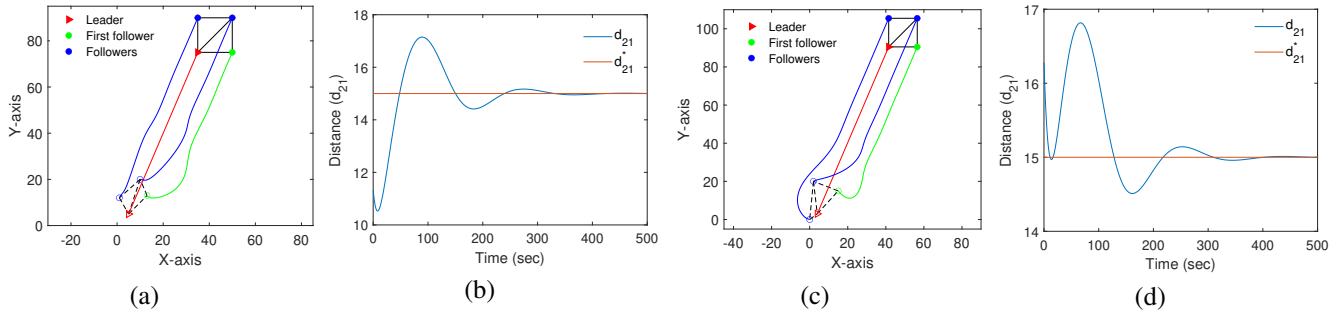 Leader
First follower
Followers
80
60
40
20
0
Y-axis
-20 0 20 40 60 80
X-axis
(a)
d21
d*21
18
16
14
12
10
Distance (d21)
0 100 200 300 400 500
Time (sec)
(b)
Leader
First follower
Followers
100
80
60
40
20
0
Y-axis
-40 -20 0 20 40 60 80
X-axis
(c)
d21
d*21
17
16
15
14
Distance (d21)
0 100 200 300 400 500
Time (sec)
(d)